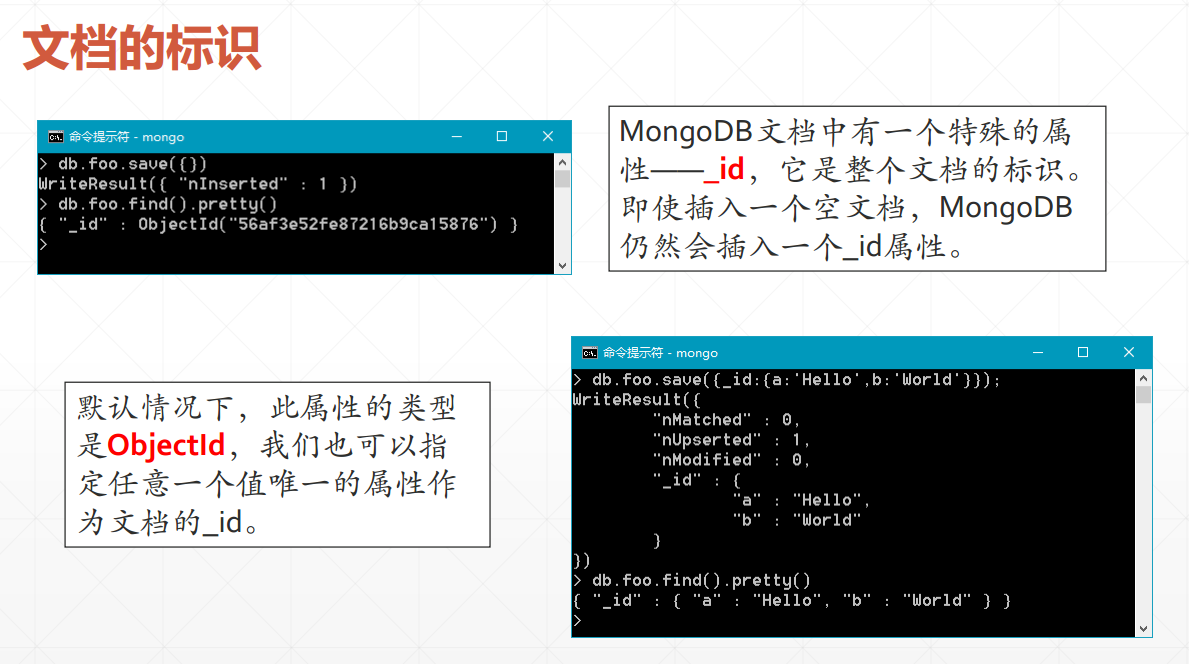 文档的标识
命令提示符 - mongo
> db.foo.save({})
WriteResult({ "nInserted" : 1 })
> db.foo.find().pretty()
{ "_id" : ObjectId("56af3e52fe87216b9ca15876") }
>
MongoDB文档中有一个特殊的属
性——_id，它是整个文档的标识。
即使插入一个空文档，MongoDB
仍然会插入一个_id属性。
默认情况下，此属性的类型
是ObjectId，我们也可以指
定任意一个值唯一的属性作
为文档的_id。
命令提示符 - mongo
> db.foo.save({_id:{a:'Hello',b:'World'}});
WriteResult({
"nMatched" : 0,
"nUpserted" : 1,
"nModified" : 0,
"_id" : {
"a" : "Hello",
"b" : "World"
}
})
> db.foo.find().pretty()
{ "_id" : { "a" : "Hello", "b" : "World" } }
>